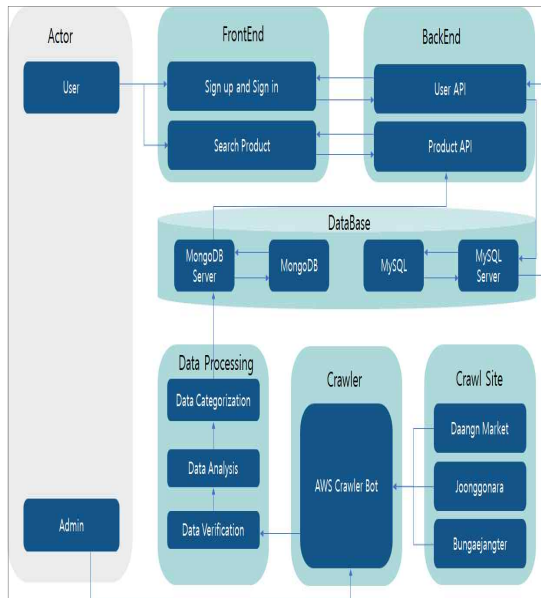 Actor
FrontEnd
BackEnd
User
Sign up and Sign in
User API
Search Product
Product API
DataBase
MongoDB
Server
MongoDB
MySQL
MySQL
Server
Data Processing
Crawler
Crawl Site
Data Categorization
Daangn Market
Data Analysis
AWS Crawler Bot
Joonggonara
Admin
Data Verification
Bungaejangter